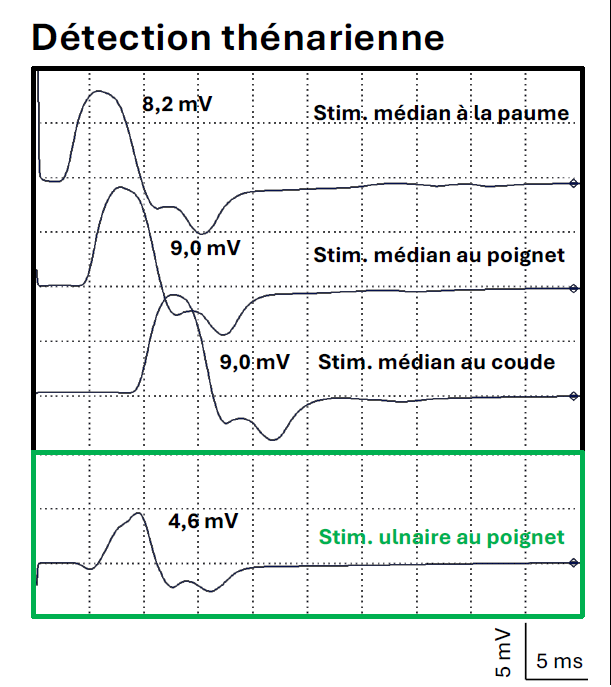 Détection thénarienne
8,2 mV
Stim. médian à la paume
9,0 mV
Stim. médian au poignet
9,0 mV
Stim. médian au coude
4,6 mV
Stim. ulnaire au poignet
5 mV
5 ms